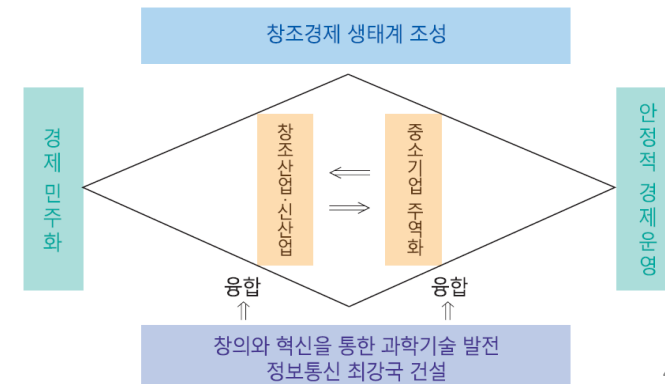 창조경제 생태계 조성
경제 민주화
창조산업·신산업
중소기업 주역화
안정적 경제운영
융합
융합
창의와 혁신을 통한 과학기술 발전
정보통신 최강국 건설